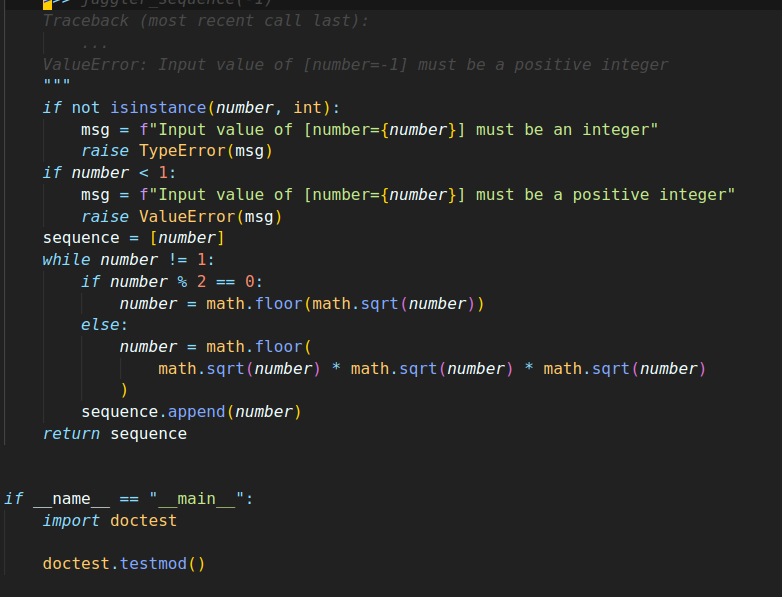 >>> juggler_sequence(-1)
Traceback (most recent call last):
...
ValueError: Input value of [number=-1] must be a positive integer
"""
if not isinstance(number, int):
msg = f"Input value of [number={number}] must be an integer"
raise TypeError(msg)
if number < 1:
msg = f"Input value of [number={number}] must be a positive integer"
raise ValueError(msg)
sequence = [number]
while number != 1:
if number % 2 == 0:
number = math.floor(math.sqrt(number))
else:
number = math.floor(
math.sqrt(number) * math.sqrt(number) * math.sqrt(number)
)
sequence.append(number)
return sequence
if __name__ == "__main__":
import doctest
doctest.testmod()